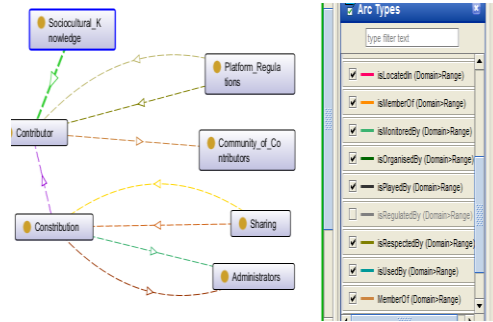 Sociocultural_K
nowledge
Platform_Regula
tions
Contributor
Community_of_Co
ntributors
Constribution
Sharing
Administrators
Arc Types
type filter text
isLocatedIn (Domain>Range)
isMemberOf (Domain>Range)
isMonitoredBy (Domain>Range)
isOrganisedBy (Domain>Range)
isPlayedBy (Domain>Range)
isRegulatedBy (Domain>Range)
isRespectedBy (Domain>Range)
isUsedBy (Domain>Range)
MemberOf (Domain>Range)